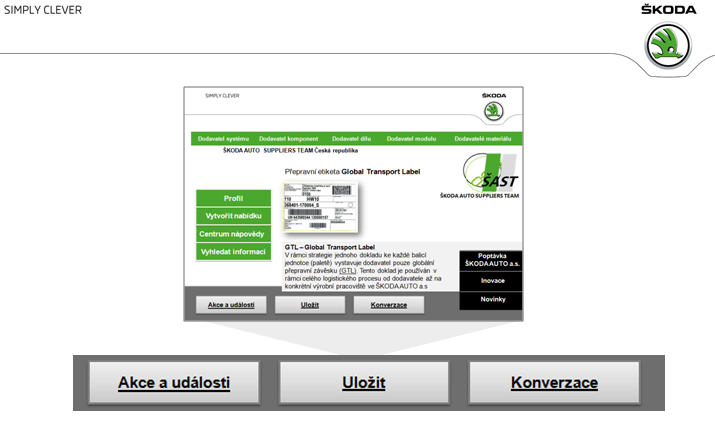 SIMPLY CLEVER
ŠKODA
SIMPLY CLEVER
ŠKODA
Dodavatel systému Dodavatel komponent Dodavatel dílu Dodavatel modulu Dodavatelé materiálu
ŠKODA AUTO SUPPLIERS TEAM Česká republika
Přepravní etiketa Global Transport Label
ŠAST
ŠKODA AUTO SUPPLIERS TEAM
Profil
Vytvořit nabídku
Centrum nápovědy
Vyhledat informaci
GTL – Global Transport Label
V rámci strategie jednoho dokladu ke každé balicí
jednotce (paletě) vystavuje dodavatel pouze globální
přepravní závěsku (GTL). Tento doklad je používán v
rámci celého logistického procesu od dodavatele až na
konkrétní výrobní pracoviště ve ŠKODA AUTO a.s
Poptávka
ŠKODA AUTO a.s.
Inovace
Novinky
Akce a události Uložit Konverzace
Akce a události Uložit Konverzace